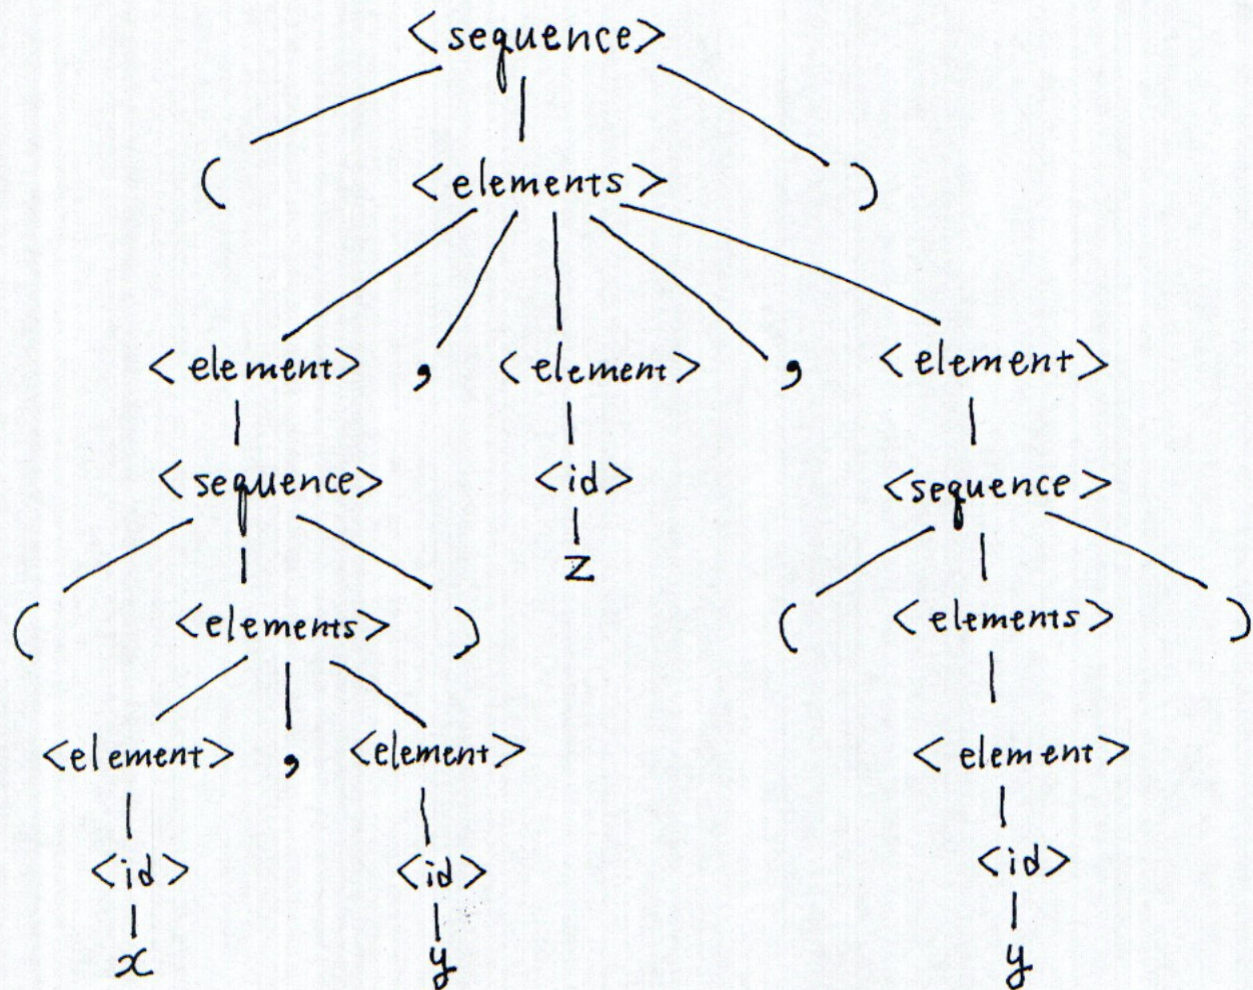 <sequence>
( <elements> )
<element> , <element> , <element>
<sequence> <id> <sequence>
z
( <elements> ) ( <elements> )
<element> , <element> <element>
<id> <id> <id>
x y y